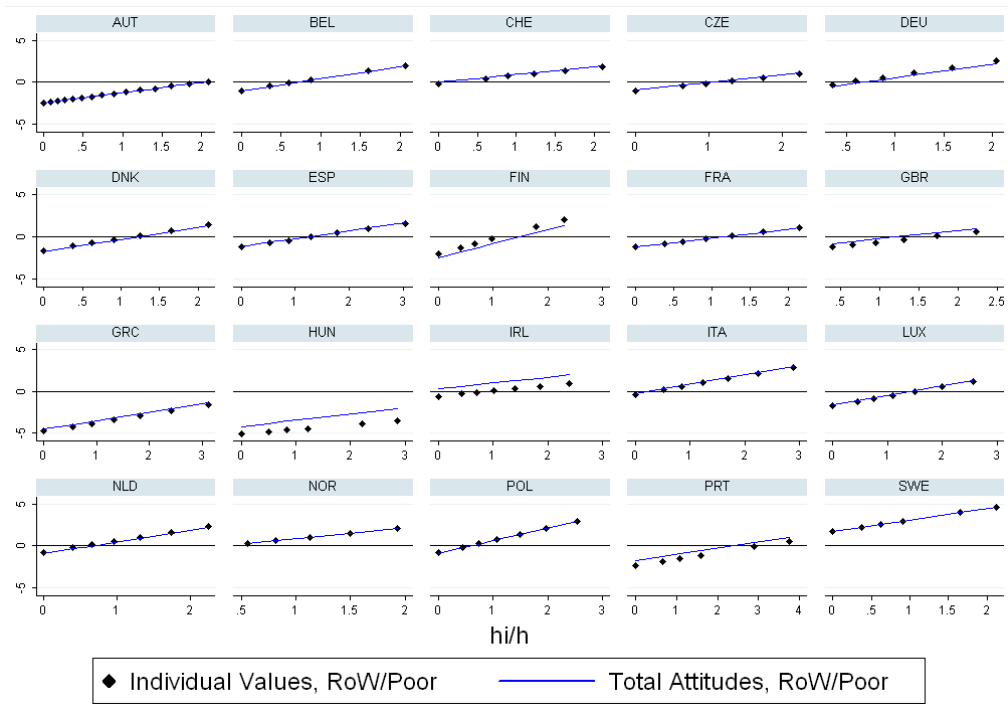 AUT BEL CHE CZE DEU
5
0
-5
0 .5 1 1.5 2 0 .5 1 1.5 2 0 .5 1 1.5 2 0 1 2 .5 1 1.5 2
DNK ESP FIN FRA GBR
5
0
-5
0 .5 1 1.5 2 0 1 2 3 0 1 2 3 0 .5 1 1.5 2 .5 1 1.5 2 2.5
GRC HUN IRL ITA LUX
5
0
-5
0 1 2 3 0 1 2 3 0 .5 1 1.5 2 2.5 0 1 2 3 0 1 2 3
NLD NOR POL PRT SWE
5
0
-5
0 1 2 .5 1 1.5 2 0 1 2 3 0 1 2 3 4 0 .5 1 1.5 2
hi/h
Individual Values, RoW/Poor Total Attitudes, RoW/Poor